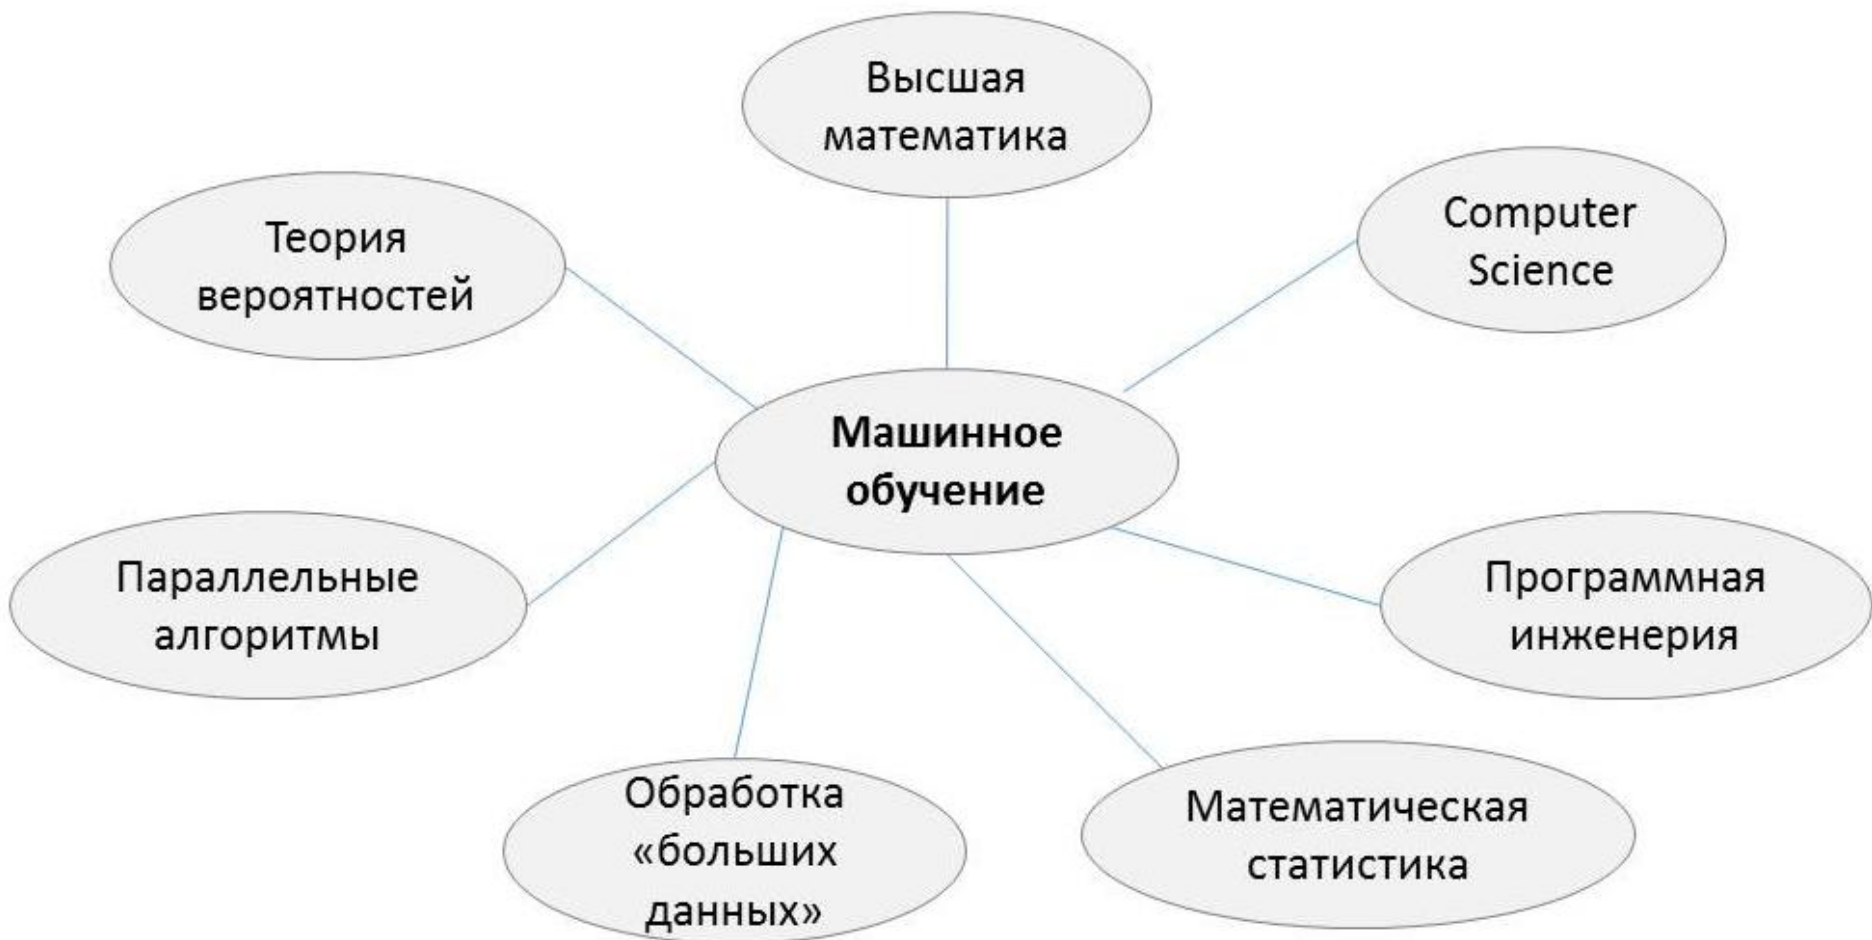 Высшая
математика
Теория
вероятностей
Computer
Science
Машинное
обучение
Параллельные
алгоритмы
Программная
инженерия
Обработка
«больших
данных»
Математическая
статистика